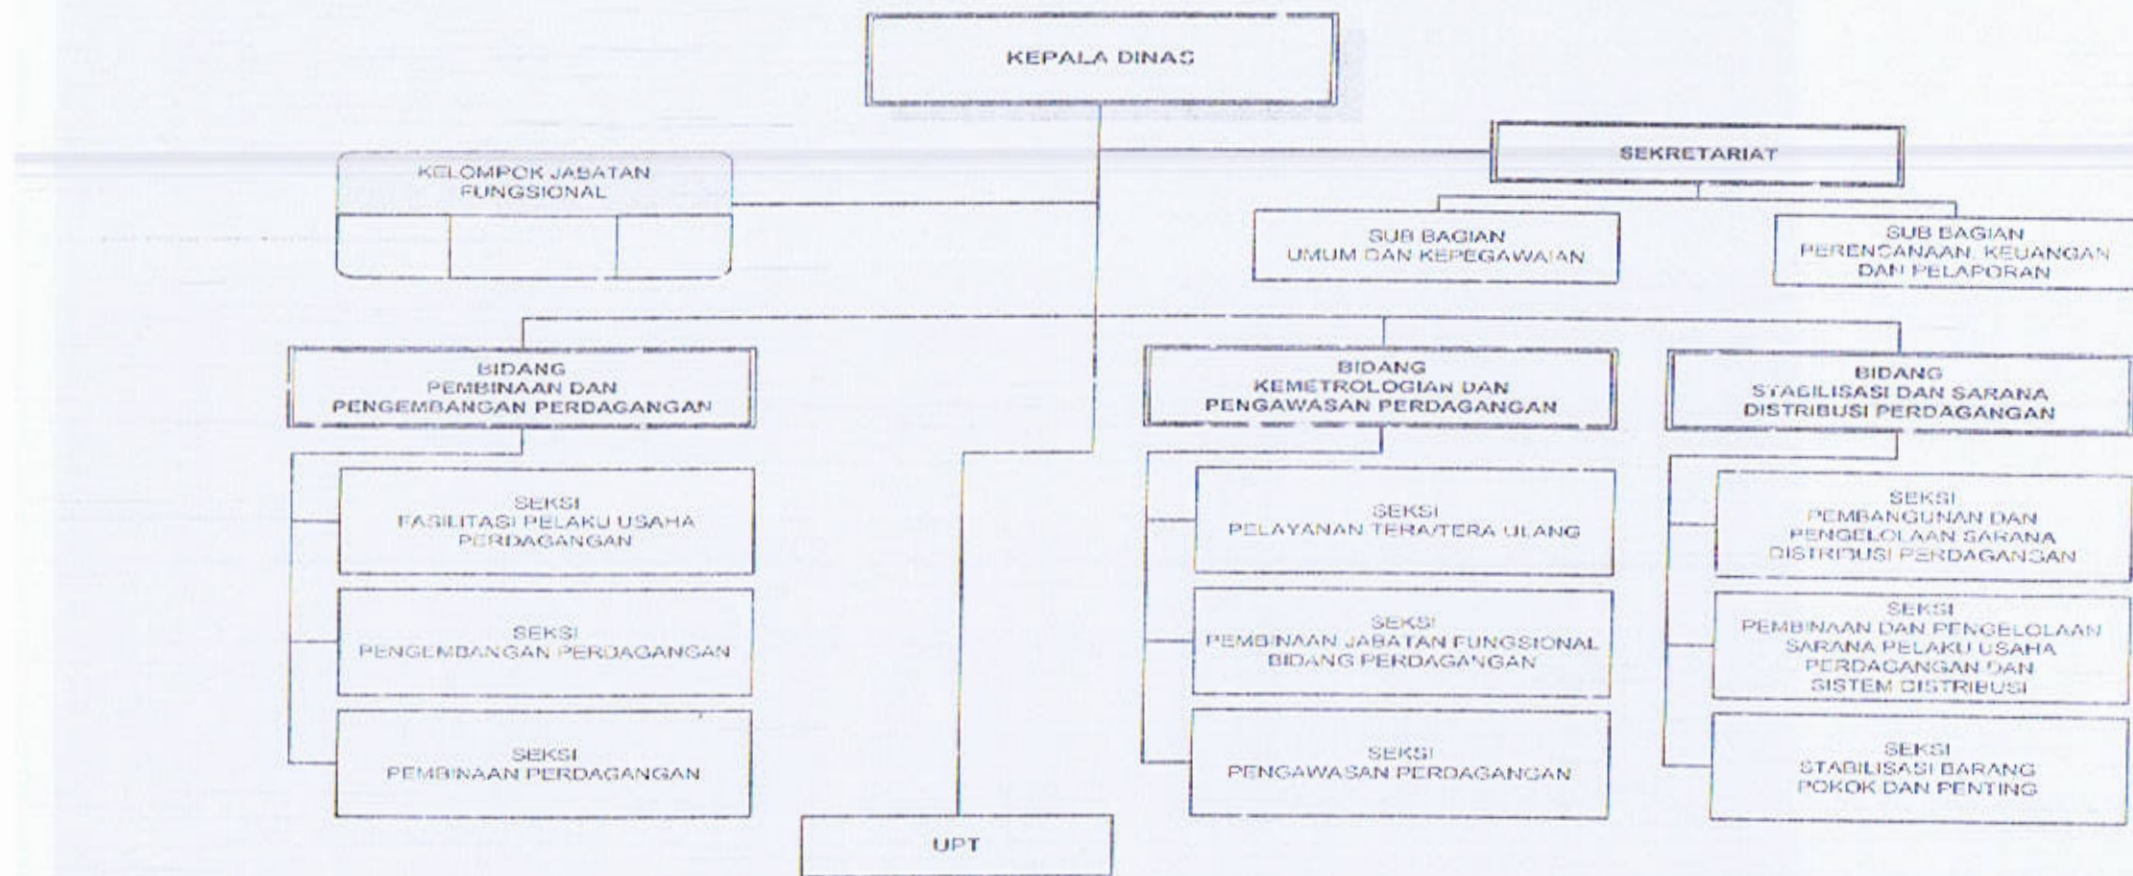 KEPALA DINAS
SEKRETARIAT
KELOMPOK JABATAN
FUNGSIONAL
SUB BAGIAN
UMUM DAN KEPEGAWAIAN
SUB BAGIAN
PERENCANAAN, KEUANGAN
DAN PELAPORAN
BIDANG
PEMBINAAN DAN
PENGEMBANGAN PERDAGANGAN
BIDANG
KEMETROLOGIAN DAN
PENGAWASAN PERDAGANGAN
BIDANG
STABILISASI DAN SARANA
DISTRIBUSI PERDAGANGAN
SEKSI
FASILITASI PELAKU USAHA
PERDAGANGAN
SEKSI
PENGEMBANGAN PERDAGANGAN
SEKSI
PEMBINAAN PERDAGANGAN
SEKSI
PELAYANAN TERA/TERA ULANG
SEKSI
PEMBINAAN JABATAN FUNGSIONAL
BIDANG PERDAGANGAN
SEKSI
PENGAWASAN PERDAGANGAN
SEKSI
PEMBANGUNAN DAN
PENGELOLAAN SARANA
DISTRIBUSI PERDAGANGAN
SEKSI
PEMBINAAN DAN PENGELOLAAN
SARANA PELAKU USAHA
PERDAGANGAN DAN
SISTEM DISTRIBUSI
SEKSI
STABILISASI BARANG
POKOK DAN PENTING
UPT